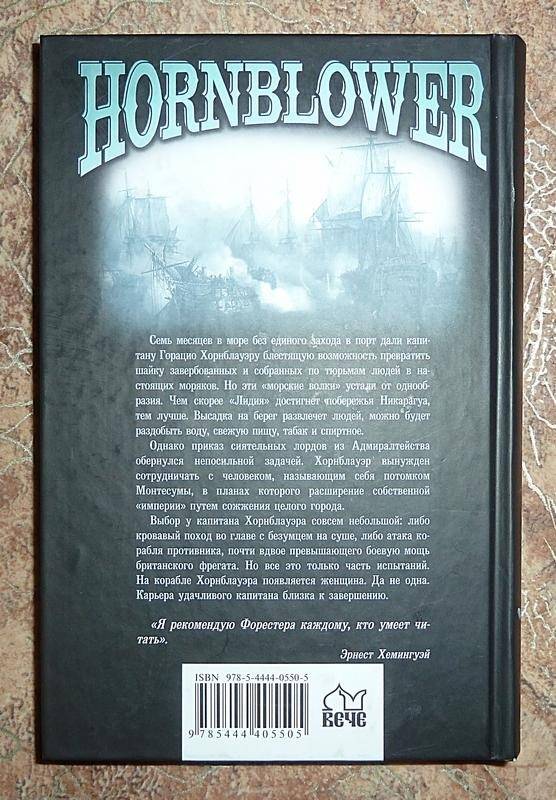 HORNBLOWER
Семь месяцев в море без единого захода в порт дали капи-
тану Горацио Хорнблауэру блестящую возможность превратить
шайку завербованных и собранных по тюрьмам людей в на-
стоящих моряков. Но эти «морские волки» устали от однооб-
разия. Чем скорее «Лидия» достигнет побережья Никарагуа,
тем лучше. Высадка на берег развлечет людей, можно будет
раздобыть воду, свежую пищу, табак и спиртное.
Однако приказ сиятельных лордов из Адмиралтейства
обернулся непосильной задачей. Хорнблауэр вынужден
сотрудничать с человеком, называющим себя потомком
Монтесумы, в планах которого расширение собственной
«империи» путем сожжения целого города.
Выбор у капитана Хорнблауэра совсем небольшой: либо
кровавый поход во главе с безумцем на суше, либо атака ко-
рабля противника, почти вдвое превышающего боевую мощь
британского фрегата. Но все это только часть испытаний.
На корабле Хорнблауэра появляется женщина. Да не одна.
Карьера удачливого капитана близка к завершению.
«Я рекомендую Форестера каждому, кто умеет чи-
тать».
Эрнест Хемингуэй
ISBN 978-5-4444-0550-5
9 785444 405505
ВЕЧЕ